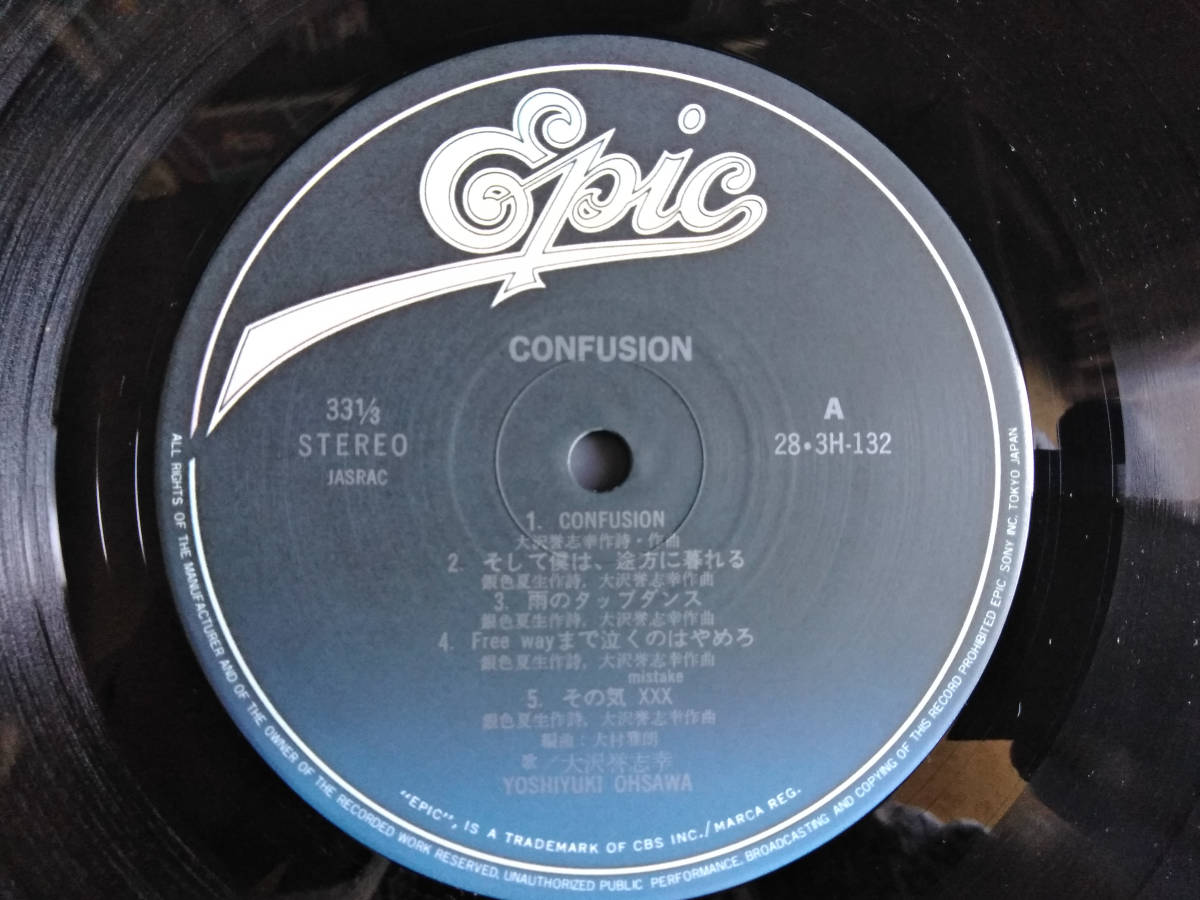 Epic
CONFUSION
33 1/3
STEREO
JASRAC
A
28•3H-132
1. CONFUSION
大沢誉志幸作詩・作曲
2. そして僕は、途方に暮れる
銀色夏生作詩，大沢誉志幸作曲
3. 雨のタップダンス
銀色夏生作詩，大沢誉志幸作曲
4. Free wayまで泣くのはやめろ
銀色夏生作詩，大沢誉志幸作曲
mistake
5. その気 XXX
銀色夏生作詩，大沢誉志幸作曲
編曲：大村雅朗
歌／大沢誉志幸
YOSHIYUKI OHSAWA
"EPIC", IS A TRADEMARK OF CBS INC./MARCA REG.
ALL RIGHTS OF THE MANUFACTURER AND OF THE OWNER OF THE RECORDED WORK RESERVED. UNAUTHORIZED PUBLIC PERFORMANCE, BROADCASTING AND COPYING OF THIS RECORD PROHIBITED EPIC SONY INC. TOKYO JAPAN